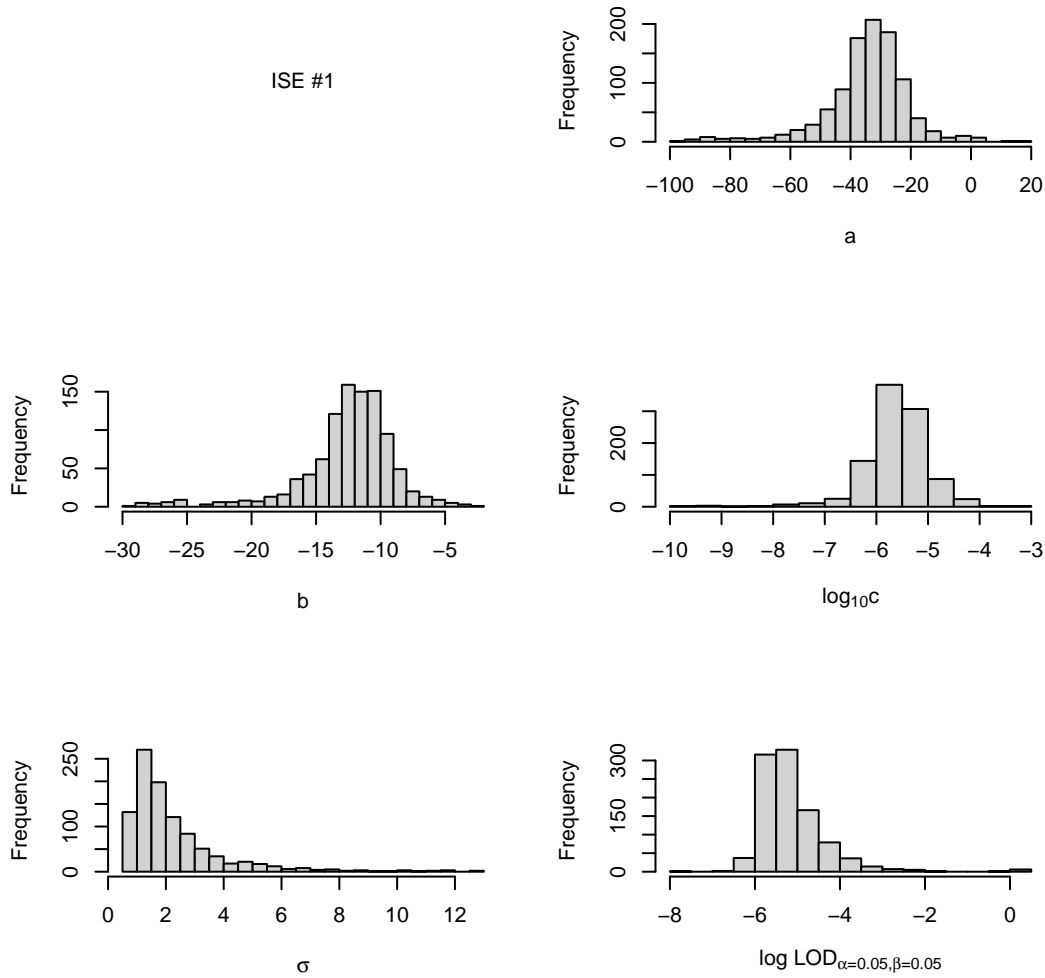 ISE #1
Frequency
0
100
200
−100 −80 −60 −40 −20 0 20
a
Frequency
0
50
150
−30 −25 −20 −15 −10 −5
b
Frequency
0
200
−10 −9 −8 −7 −6 −5 −4 −3
log₁₀c
Frequency
0
100
250
0 2 4 6 8 10 12
σ
Frequency
0
150
300
−8 −6 −4 −2 0
log LOD α=0.05,β=0.05